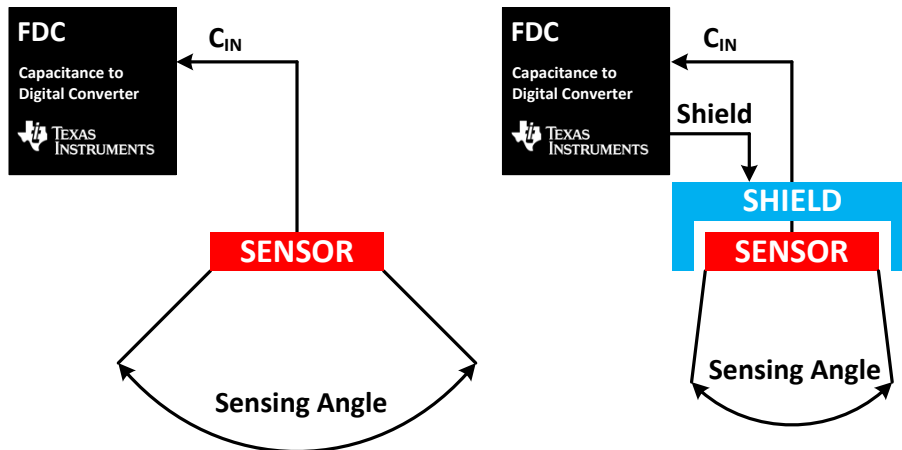 FDC
Capacitance to
Digital Converter
TEXAS
INSTRUMENTS
CIN
SENSOR
Sensing Angle
FDC
Capacitance to
Digital Converter
TEXAS
INSTRUMENTS
CIN
Shield
SHIELD
SENSOR
Sensing Angle